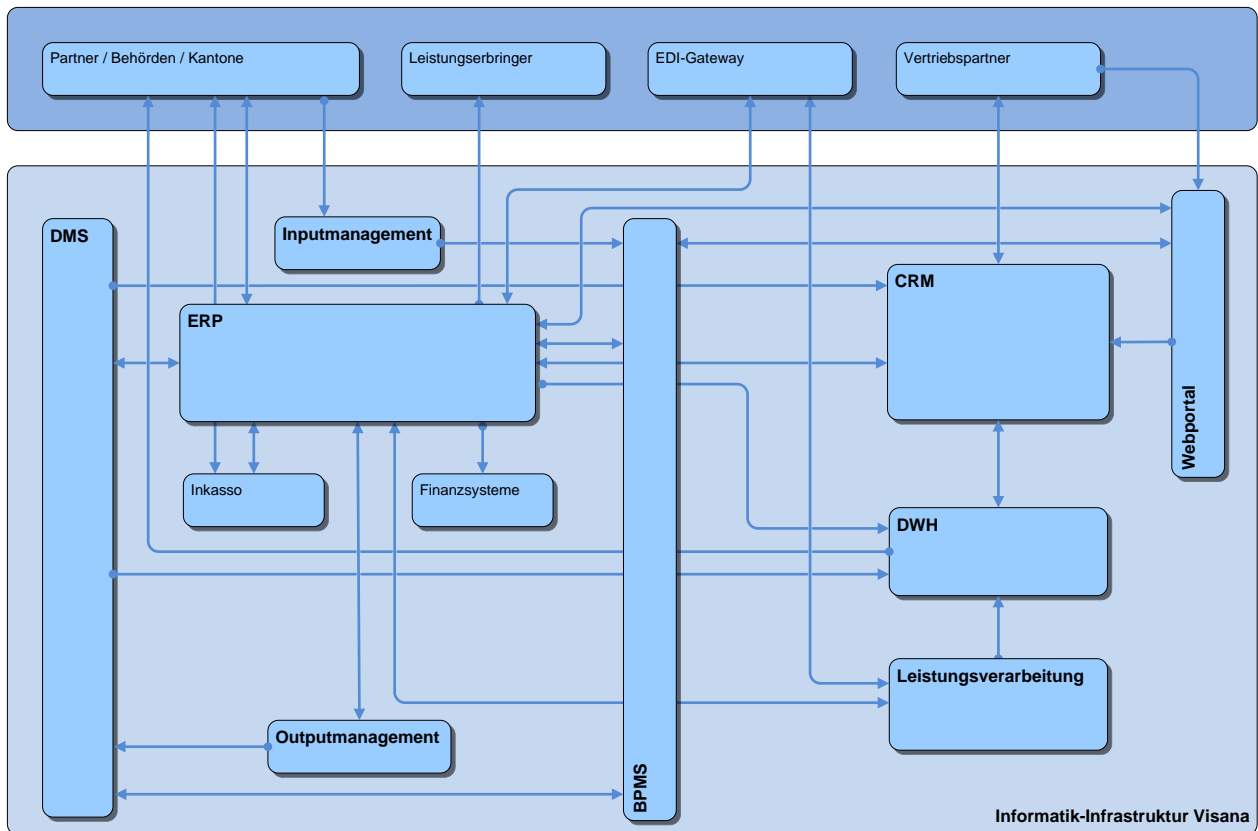 Partner / Behörden / Kantone
Leistungserbringer
EDI-Gateway
Vertriebspartner
DMS
Inputmanagement
ERP
CRM
Webportal
Inkasso
Finanzsysteme
DWH
Leistungsverarbeitung
Outputmanagement
BPMS
Informatik-Infrastruktur Visana